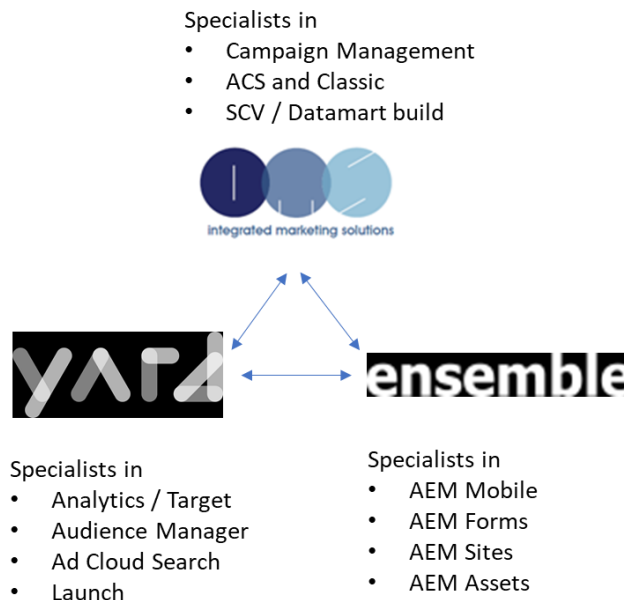 Specialists in
• Campaign Management
• ACS and Classic
• SCV / Datamart build
integrated marketing solutions
yard
ensemble
Specialists in
• Analytics / Target
• Audience Manager
• Ad Cloud Search
• Launch
Specialists in
• AEM Mobile
• AEM Forms
• AEM Sites
• AEM Assets